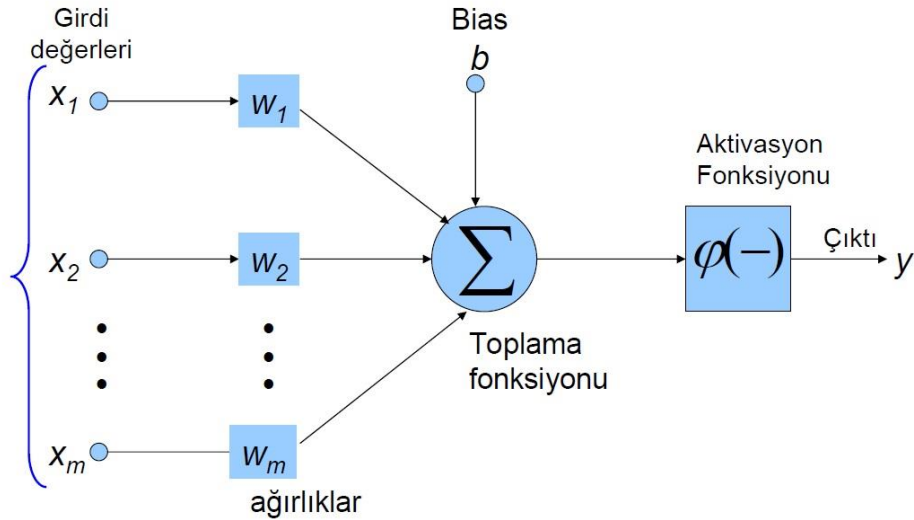 Girdi
değerleri
Bias
b
x1
w1
Aktivasyon
Fonksiyonu
x2
w2
∑
φ(−)
Çıktı
y
Toplama
fonksiyonu
xm
wm
ağırlıklar